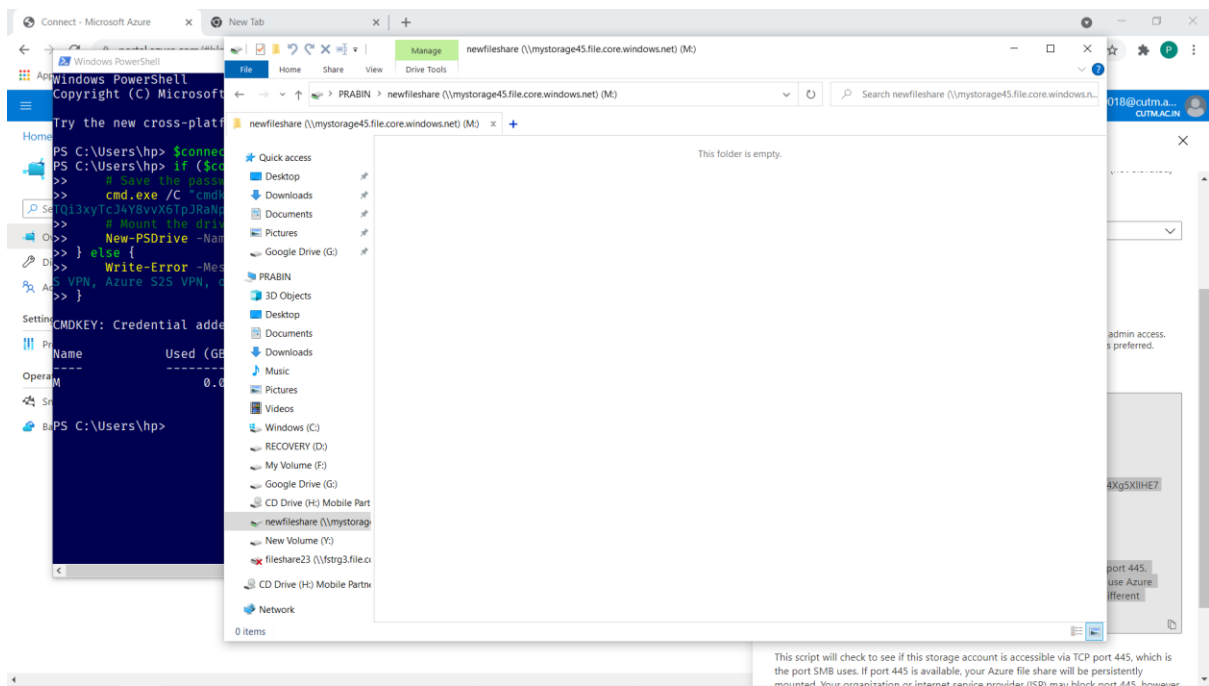 Connect - Microsoft Azure
New Tab
Windows PowerShell
Windows PowerShell
Copyright (C) Microsoft
Try the new cross-plat
PS C:\Users\hp> $connec
PS C:\Users\hp> if ($co
>> # Save the passw
>> cmd.exe /C "cmdk
>> # Mount the driv
>> New-PSDrive -Nam
>> } else {
>> Write-Error -Mes
S VPN, Azure S2S VPN, o
>> }
CMDKEY: Credential adde
Name Used (GB
---- --------
M 0.0
PS C:\Users\hp>
Home
Settin
Opera
Manage
newfileshare (\\mystorage45.file.core.windows.net) (M:)
File Home Share View Drive Tools
PRABIN > newfileshare (\\mystorage45.file.core.windows.net) (M:)
Search newfileshare (\\mystorage45.file.core.windows.n...
newfileshare (\\mystorage45.file.core.windows.net) (M:)
This folder is empty.
Quick access
Desktop
Downloads
Documents
Pictures
Google Drive (G:)
PRABIN
3D Objects
Desktop
Documents
Downloads
Music
Pictures
Videos
Windows (C:)
RECOVERY (D:)
My Volume (F:)
Google Drive (G:)
CD Drive (H:) Mobile Part
newfileshare (\\mystorag
New Volume (Y:)
fileshare23 (\\fstrg3.file.co
CD Drive (H:) Mobile Partne
Network
0 items
P
018@cutm.a...
CUTM.AC.IN
admin access.
s preferred.
4Xg5XIIHE7
port 445.
use Azure
ifferent
This script will check to see if this storage account is accessible via TCP port 445, which is
the port SMB uses. If port 445 is available, your Azure file share will be persistently
mounted. Your organization or internet service provider (ISP) may block port 445, however